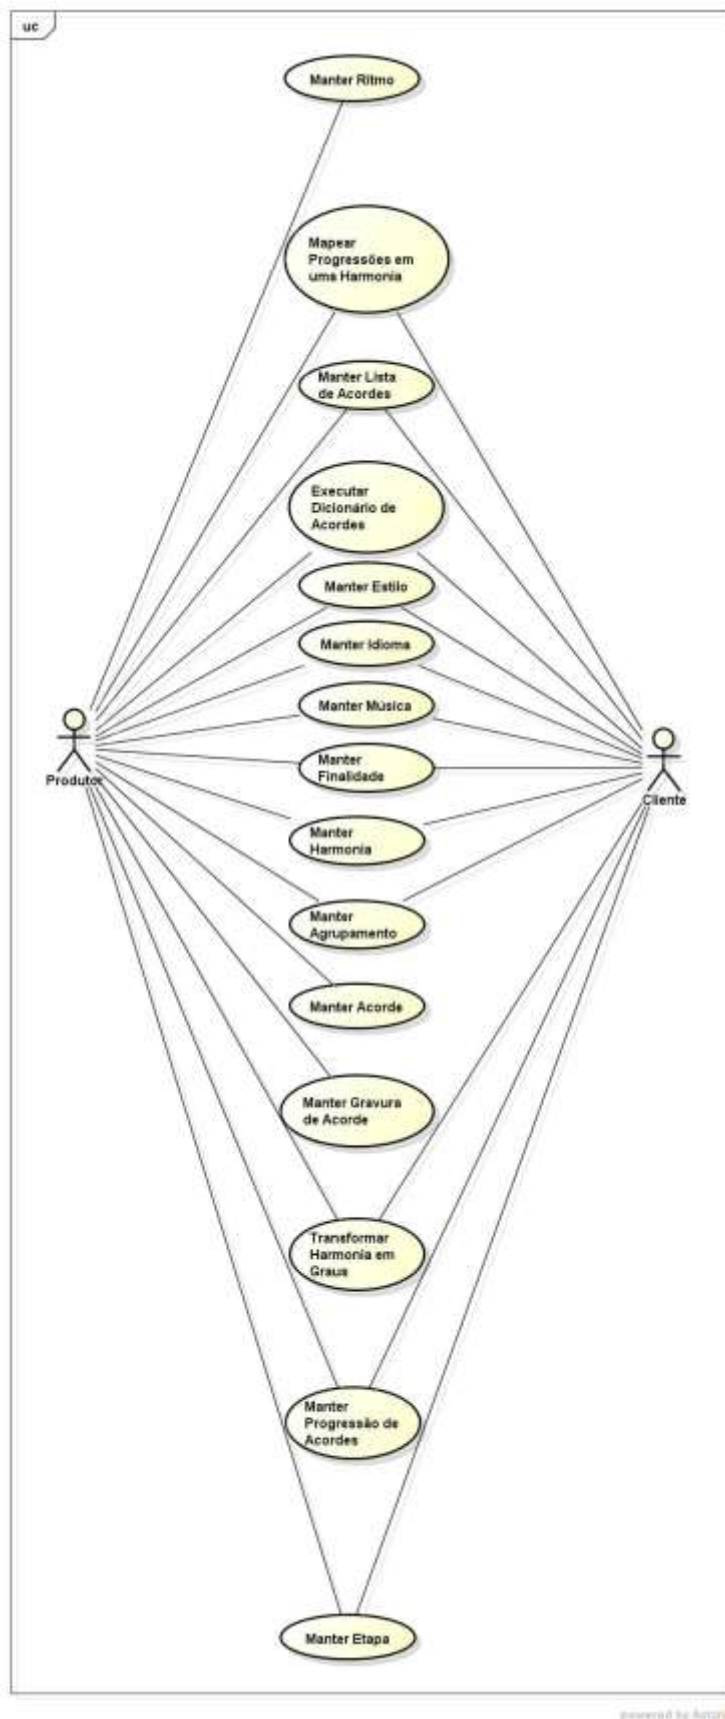 uc
Manter Ritmo
Mapear
Progressões em
uma Harmonia
Manter Lista
de Acordes
Executar
Dicionário de
Acordes
Manter Estilo
Manter Idioma
Manter Música
Manter
Finalidade
Produtor
Cliente
Manter
Harmonia
Manter
Agrupamento
Manter Acorde
Manter Gravura
de Acorde
Transformar
Harmonia em
Graus
Manter
Progressão de
Acordes
Manter Etapa
powered by